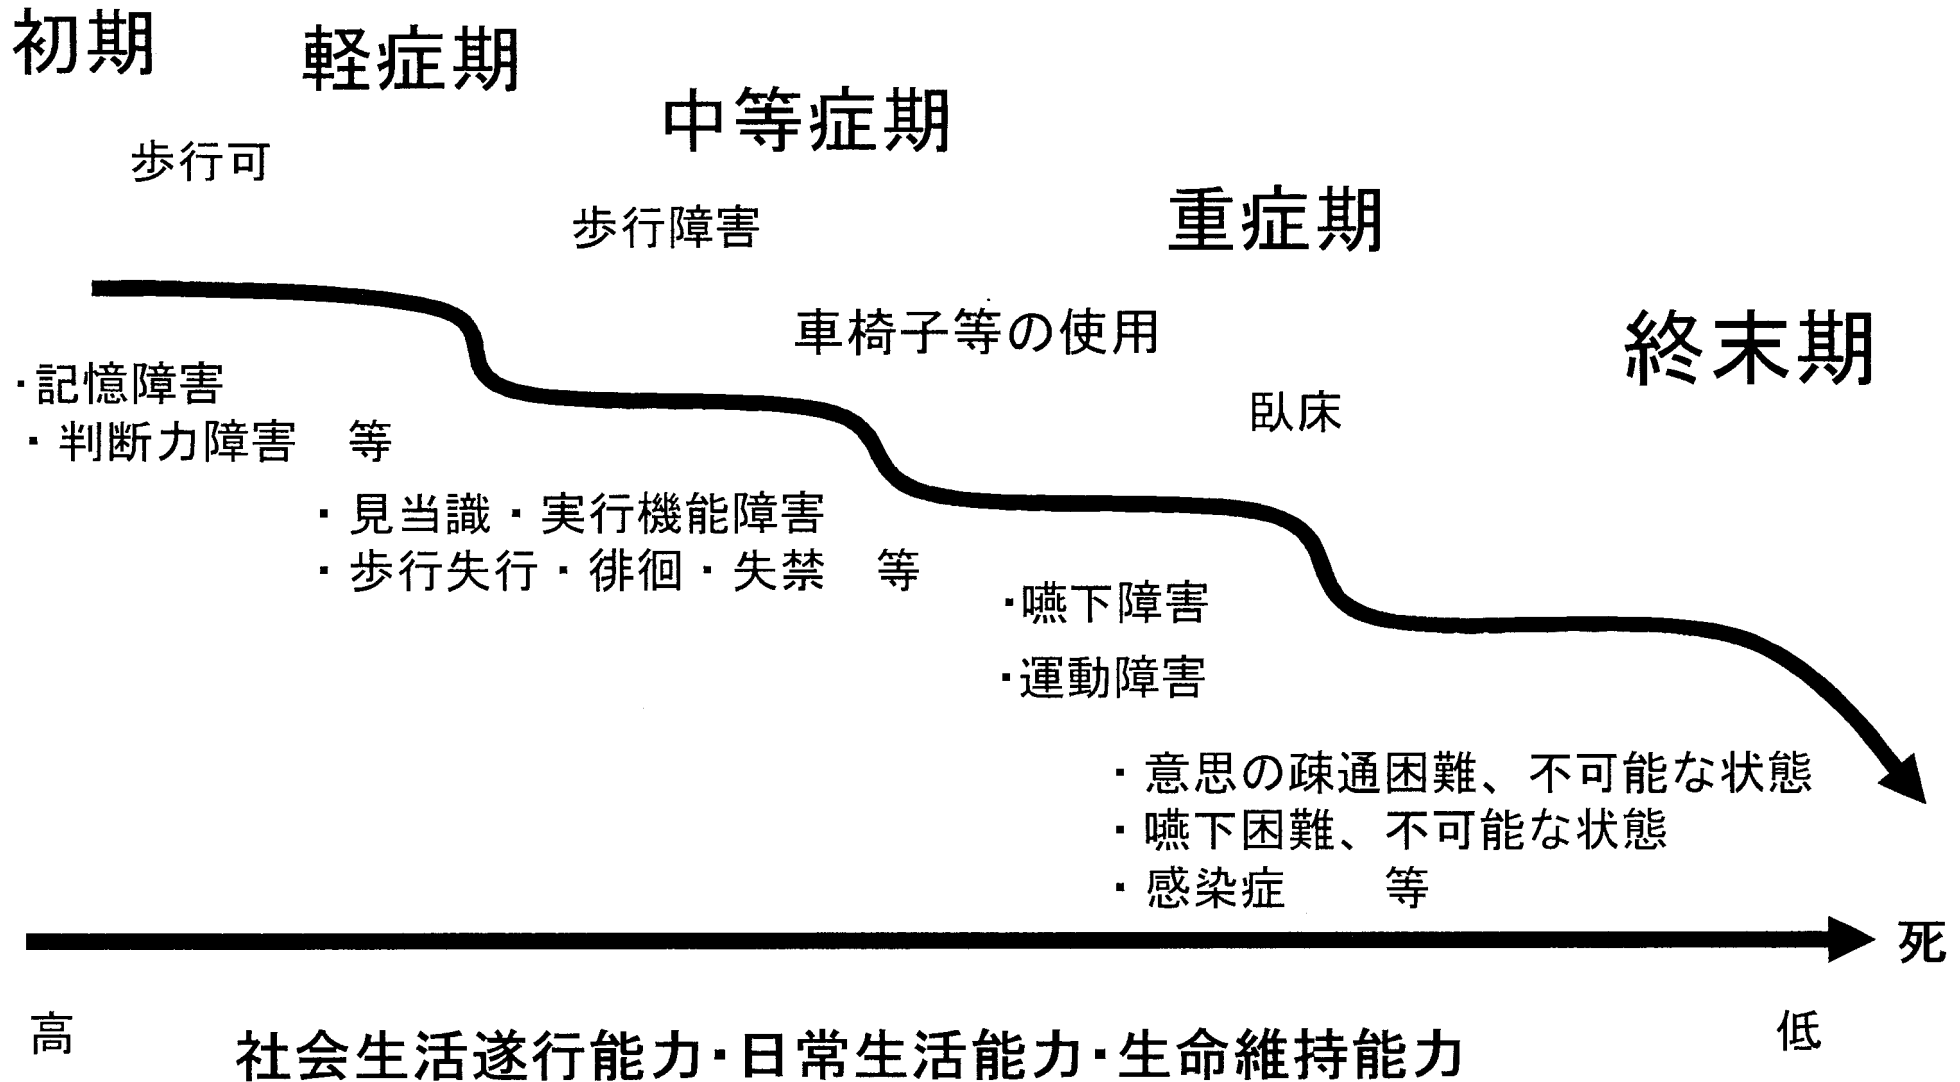 初期
軽症期
中等症期
歩行可
重症期
歩行障害
車椅子等の使用
終末期
・記憶障害
臥床
・判断力障害　等
・見当識・実行機能障害
・歩行失行・徘徊・失禁　等
・嚥下障害
・運動障害
・意思の疎通困難、不可能な状態
・嚥下困難、不可能な状態
・感染症　　等
死
高
低
社会生活遂行能力・日常生活能力・生命維持能力